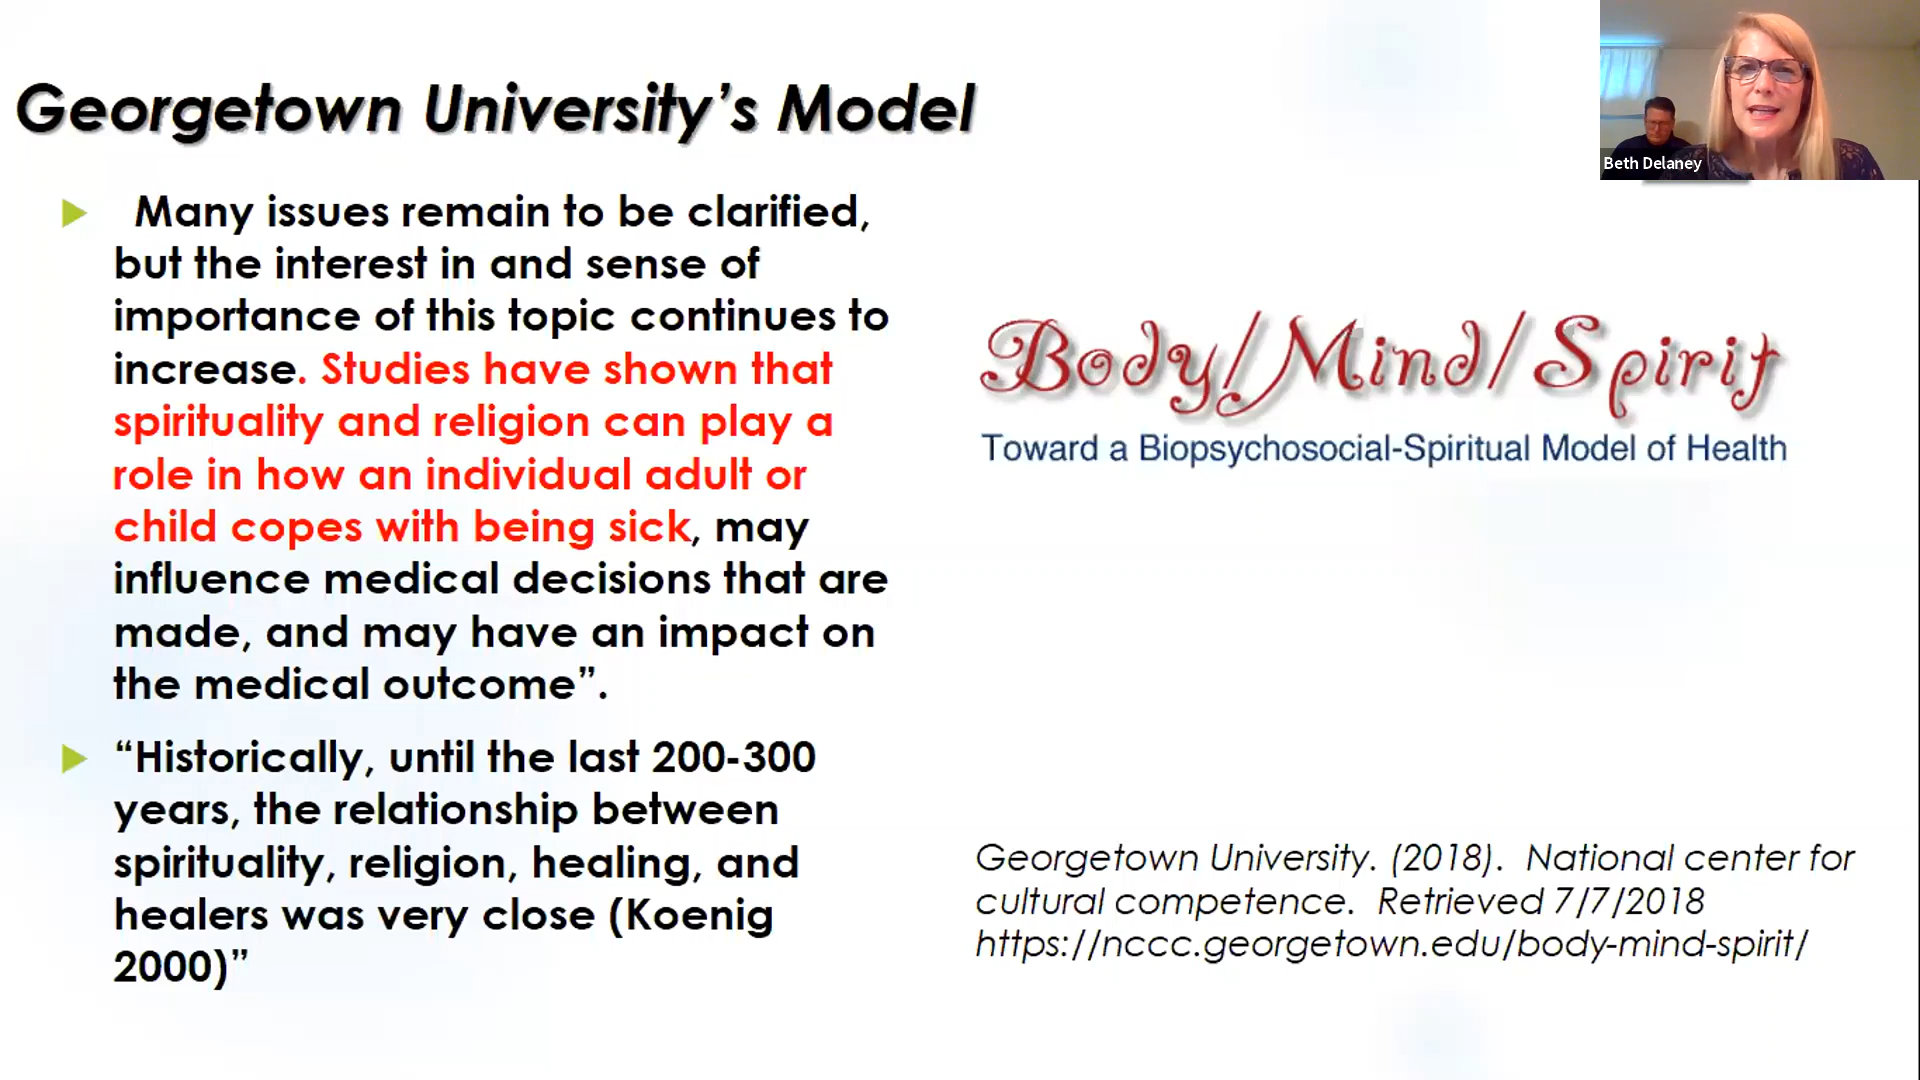 Georgetown University’s Model
Many issues remain to be clarified,
but the interest in and sense of
importance of this topic continues to
increase. Studies have shown that
spirituality and religion can play a
role in how an individual adult or
child copes with being sick, may
influence medical decisions that are
made, and may have an impact on
the medical outcome”.
“Historically, until the last 200-300
years, the relationship between
spirituality, religion, healing, and
healers was very close (Koenig
2000)”
Body/Mind/Spirit
Toward a Biopsychosocial-Spiritual Model of Health
Georgetown University. (2018). National center for
cultural competence. Retrieved 7/7/2018
https://nccc.georgetown.edu/body-mind-spirit/
Beth Delaney